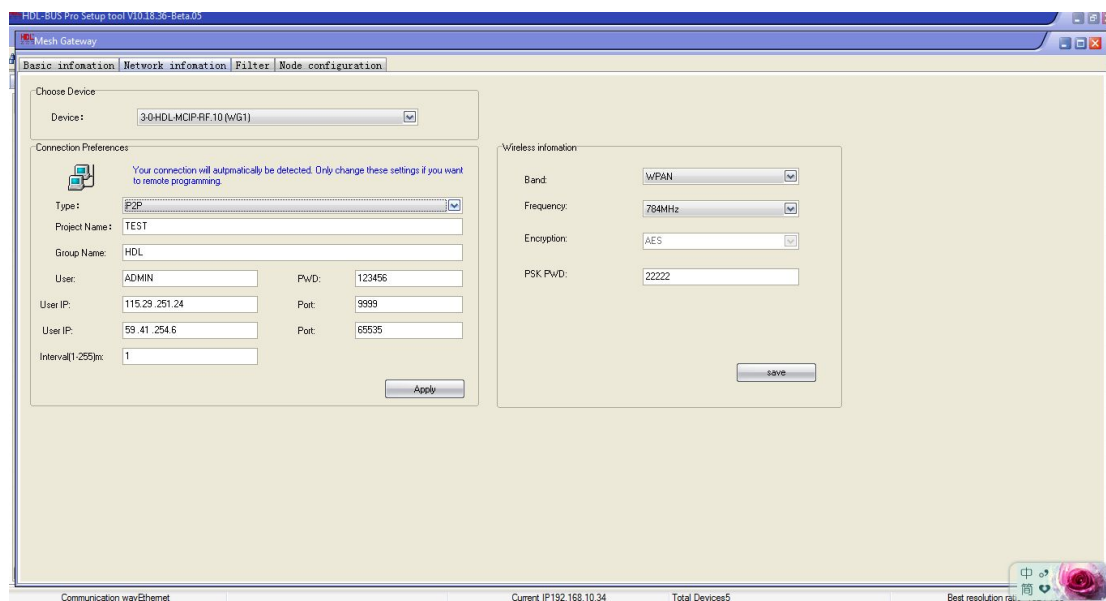 HDL-BUS Pro Setup tool V10.18.36-Beta.05
Mesh Gateway
Basic infomation Network infomation Filter Node configuration
Choose Device
Device: 3-0-HDL-MCIP-RF.10 (WG1)
Connection Preferences
Your connection will autpmatically be detected. Only change these settings if you want
to remote programming.
Type: P2P
Project Name: TEST
Group Name: HDL
User: ADMIN PWD: 123456
User IP: 115.29.251.24 Port: 9999
User IP: 59.41.254.6 Port: 65535
Interval(1-255)m: 1
Apply
Wireless infomation
Band: WPAN
Frequency: 784MHz
Encryption: AES
PSK PWD: 22222
save
中
简
Communication wayEthernet Current IP192.168.10.34 Total Devices5 Best resolution